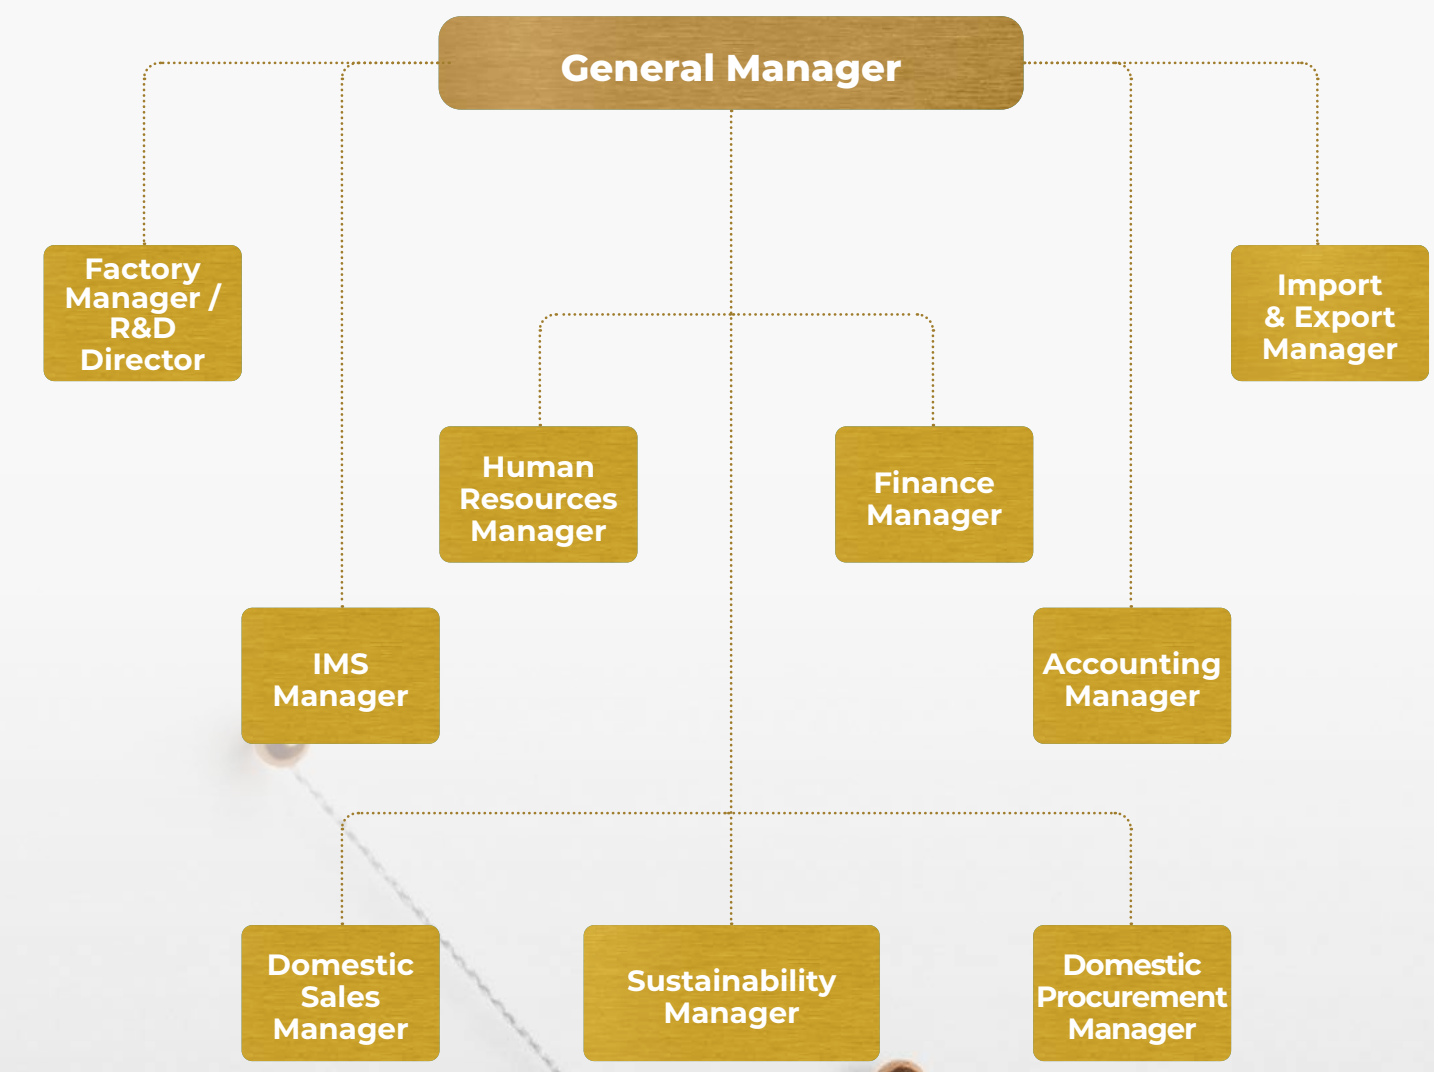 General Manager
Factory
Manager /
R&D
Director
Import
& Export
Manager
Human
Resources
Manager
Finance
Manager
IMS
Manager
Accounting
Manager
Domestic
Sales
Manager
Sustainability
Manager
Domestic
Procurement
Manager